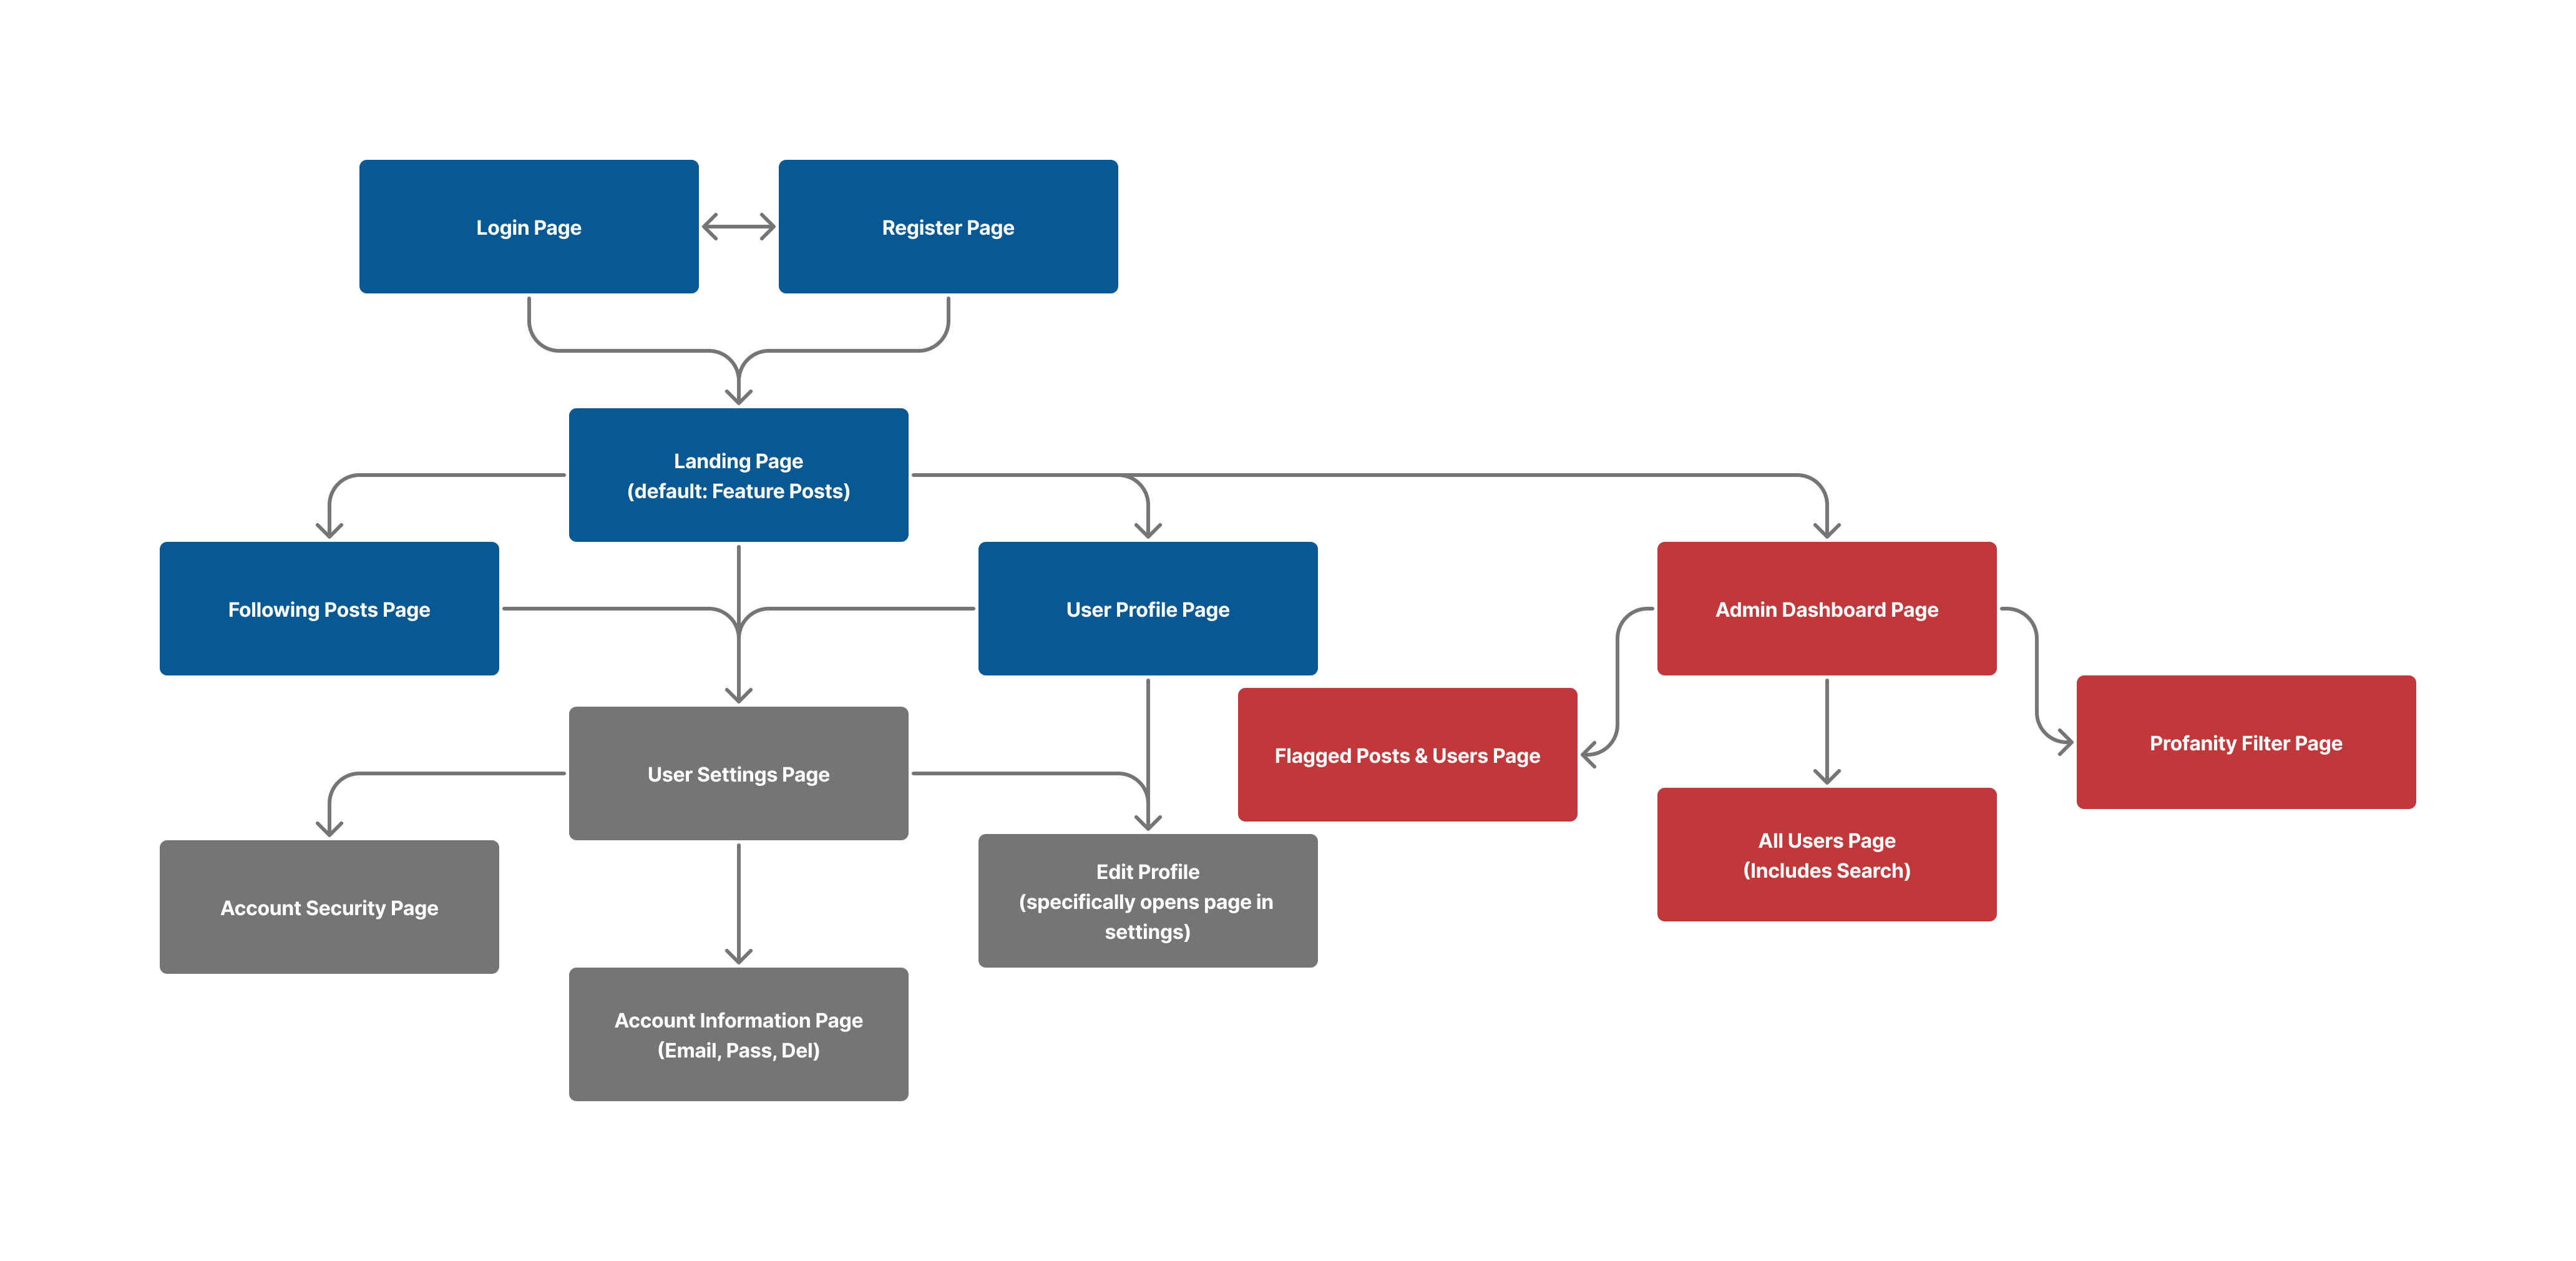 Login Page
Register Page
Landing Page
(default: Feature Posts)
Following Posts Page
User Profile Page
Admin Dashboard Page
Flagged Posts & Users Page
Profanity Filter Page
User Settings Page
All Users Page
(Includes Search)
Account Security Page
Edit Profile
(specifically opens page in
settings)
Account Information Page
(Email, Pass, Del)